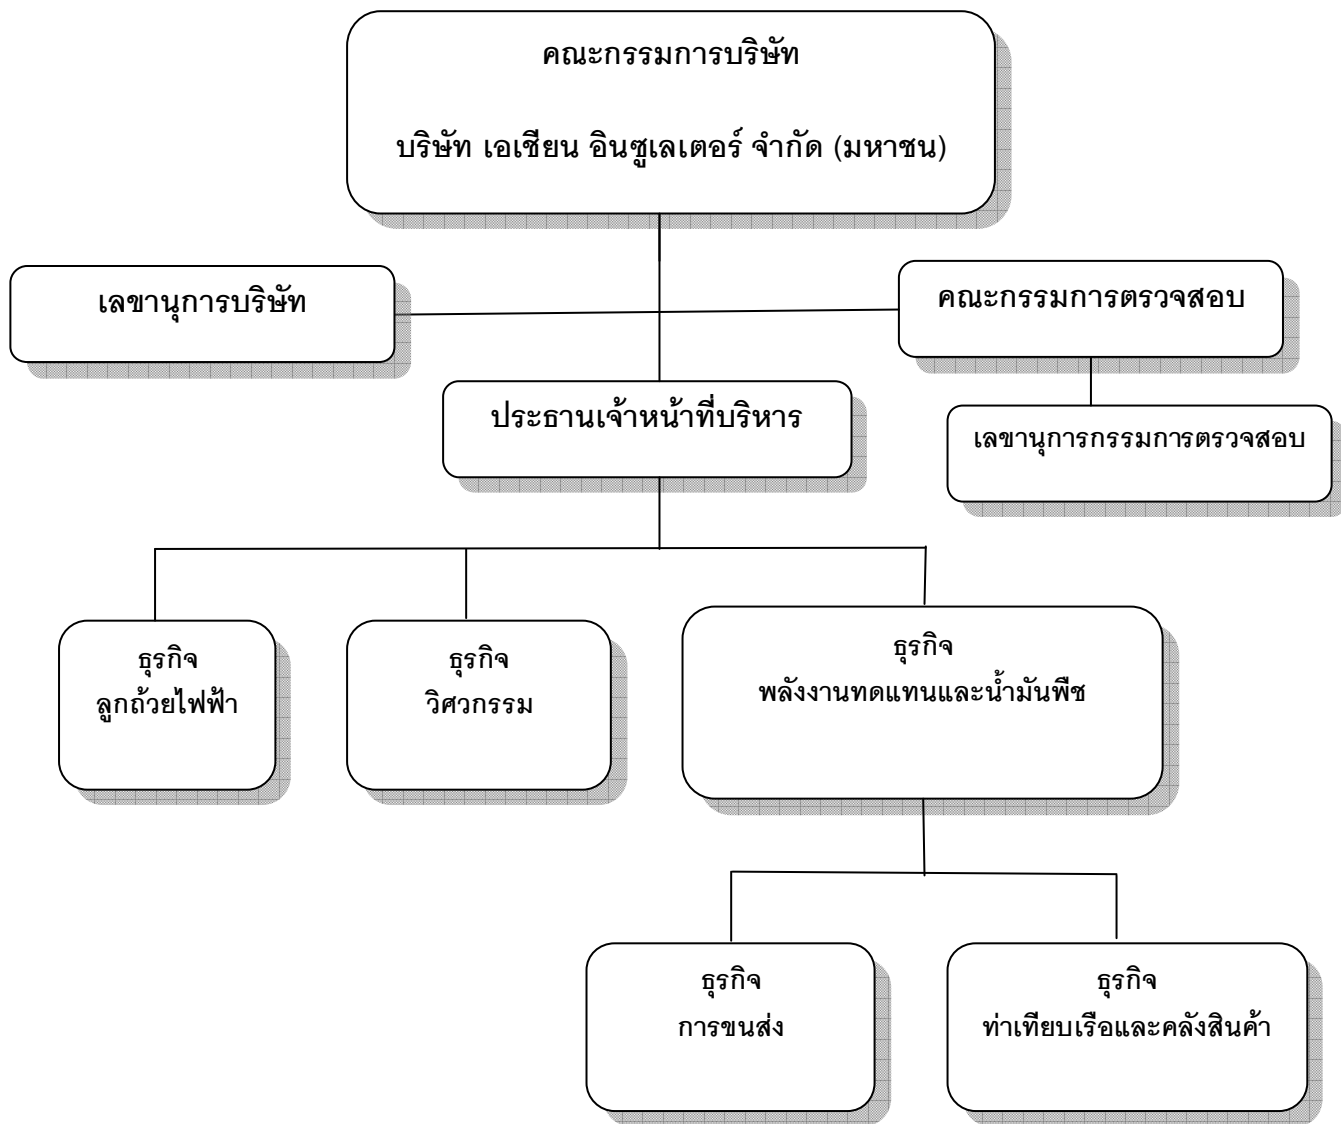 คณะกรรมการบริษัท
บริษัท เอเชียน อินซูเลเตอร์ จำกัด (มหาชน)
เลขานุการบริษัท
คณะกรรมการตรวจสอบ
ประธานเจ้าหน้าที่บริหาร
เลขานุการกรรมการตรวจสอบ
ธุรกิจ
ลูกถ้วยไฟฟ้า
ธุรกิจ
วิศวกรรม
ธุรกิจ
พลังงานทดแทนและน้ำมันพืช
ธุรกิจ
การขนส่ง
ธุรกิจ
ท่าเทียบเรือและคลังสินค้า